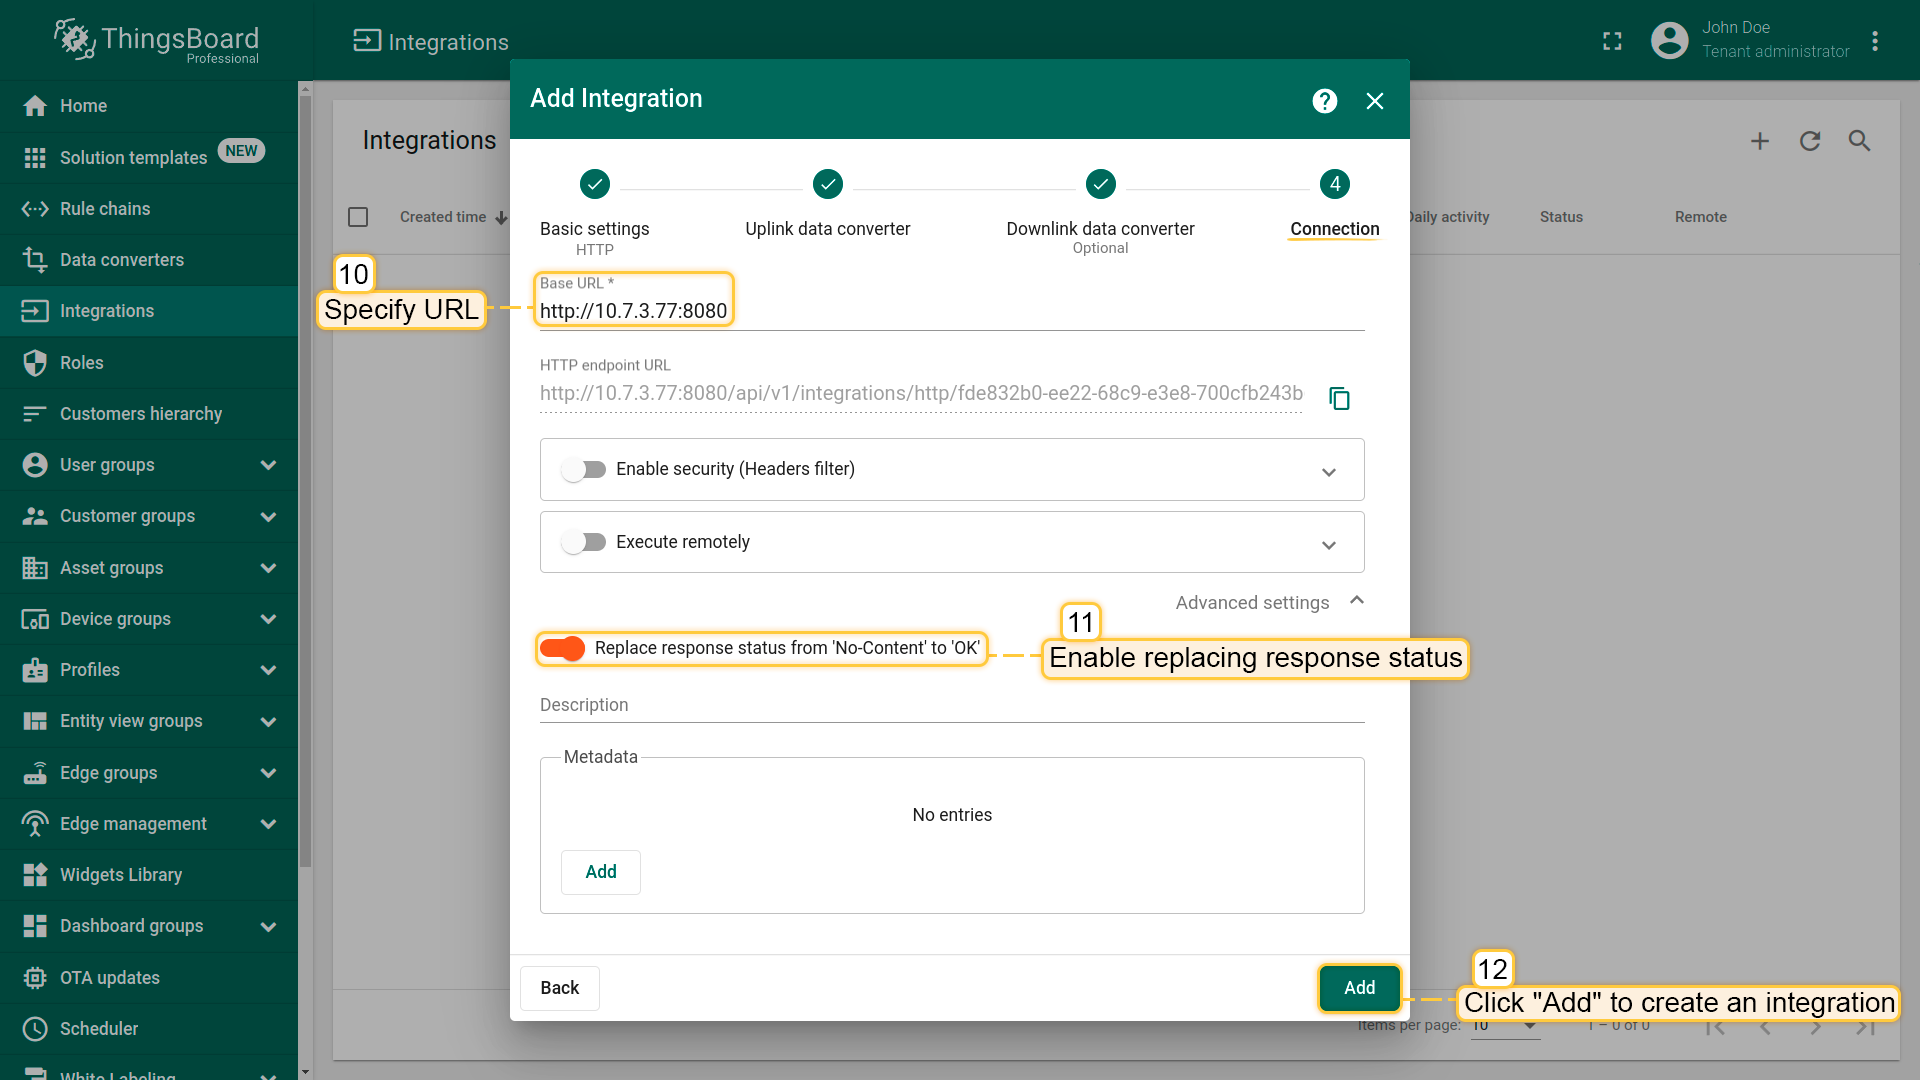 ThingsBoard
Professional
Integrations
John Doe
Tenant administrator
Home
Solution templates NEW
Rule chains
Data converters
Integrations
Roles
Customers hierarchy
User groups
Customer groups
Asset groups
Device groups
Profiles
Entity view groups
Edge groups
Edge management
Widgets Library
Dashboard groups
OTA updates
Scheduler
White Labeling
Integrations
Created time
Daily activity
Status
Remote
Add Integration
4
Basic settings
HTTP
Uplink data converter
Downlink data converter
Optional
Connection
10
Specify URL
Base URL *
http://10.7.3.77:8080
HTTP endpoint URL
http://10.7.3.77:8080/api/v1/integrations/http/fde832b0-ee22-68c9-e3e8-700cfb243b
Enable security (Headers filter)
Execute remotely
Advanced settings
11
Replace response status from 'No-Content' to 'OK'
Enable replacing response status
Description
Metadata
No entries
Add
Back
Add
12
Click "Add" to create an integration
Items per page: 10
1 – 0 of 0